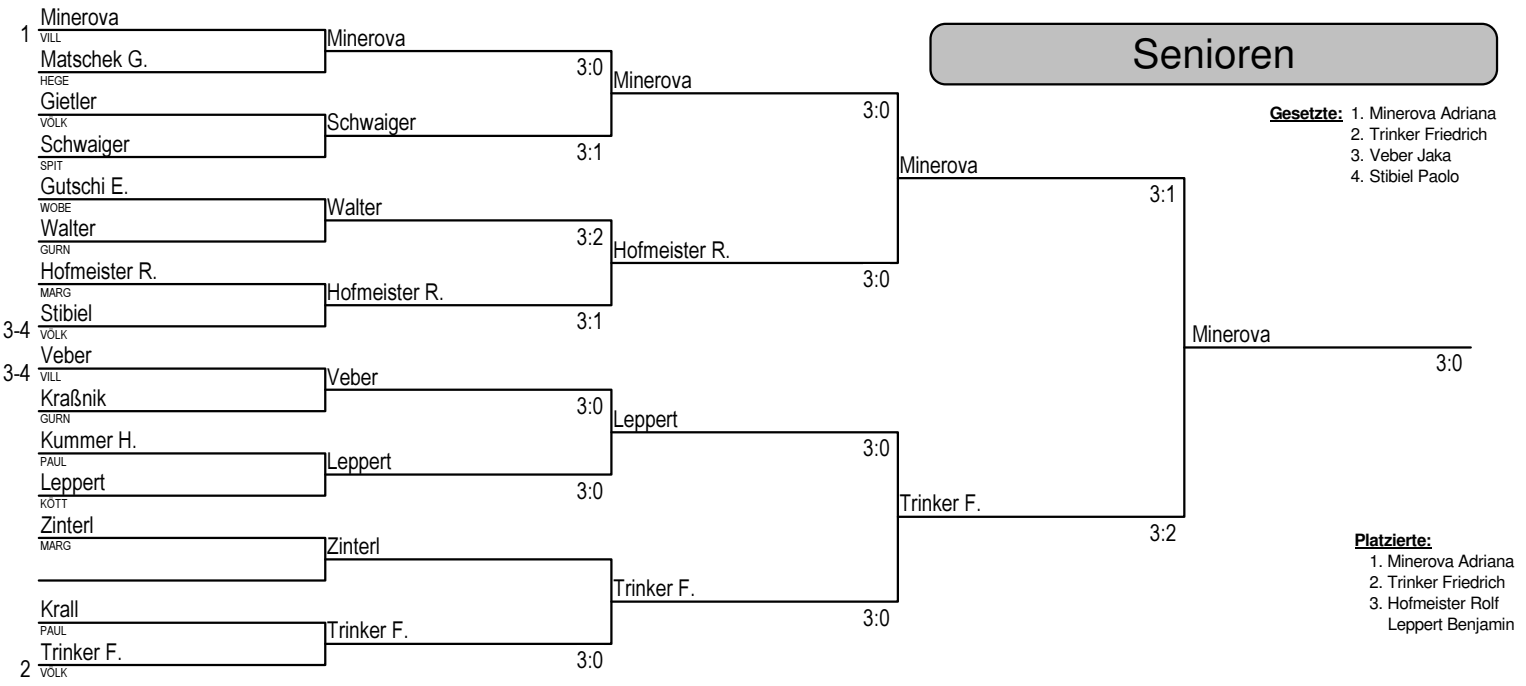 Senioren
Gesetzte: 1. Minerova Adriana
2. Trinker Friedrich
3. Veber Jaka
4. Stibiel Paolo
Minerova
1 VILL
Matschek G.
HEGE
Gietler
VÖLK
Schwaiger
SPIT
Gutschi E.
WOBE
Walter
GURN
Hofmeister R.
MARG
Stibiel
3-4 VÖLK
Veber
3-4 VILL
Kraßnik
GURN
Kummer H.
PAUL
Leppert
KÖTT
Zinterl
MARG
Krall
PAUL
Trinker F.
2 VÖLK
Minerova
3:0
Schwaiger
3:1
Walter
3:2
Hofmeister R.
3:1
Veber
3:0
Leppert
3:0
Zinterl
Trinker F.
3:0
Minerova
3:0
Hofmeister R.
3:0
Leppert
3:0
Trinker F.
3:0
Minerova
3:1
Trinker F.
3:2
Minerova
3:0
Platzierte:
1. Minerova Adriana
2. Trinker Friedrich
3. Hofmeister Rolf
Leppert Benjamin